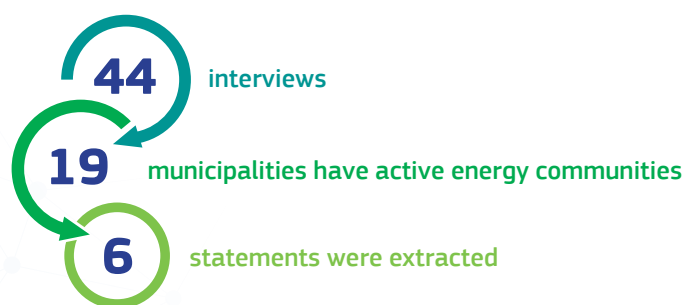 44 interviews
19 municipalities have active energy communities
6 statements were extracted